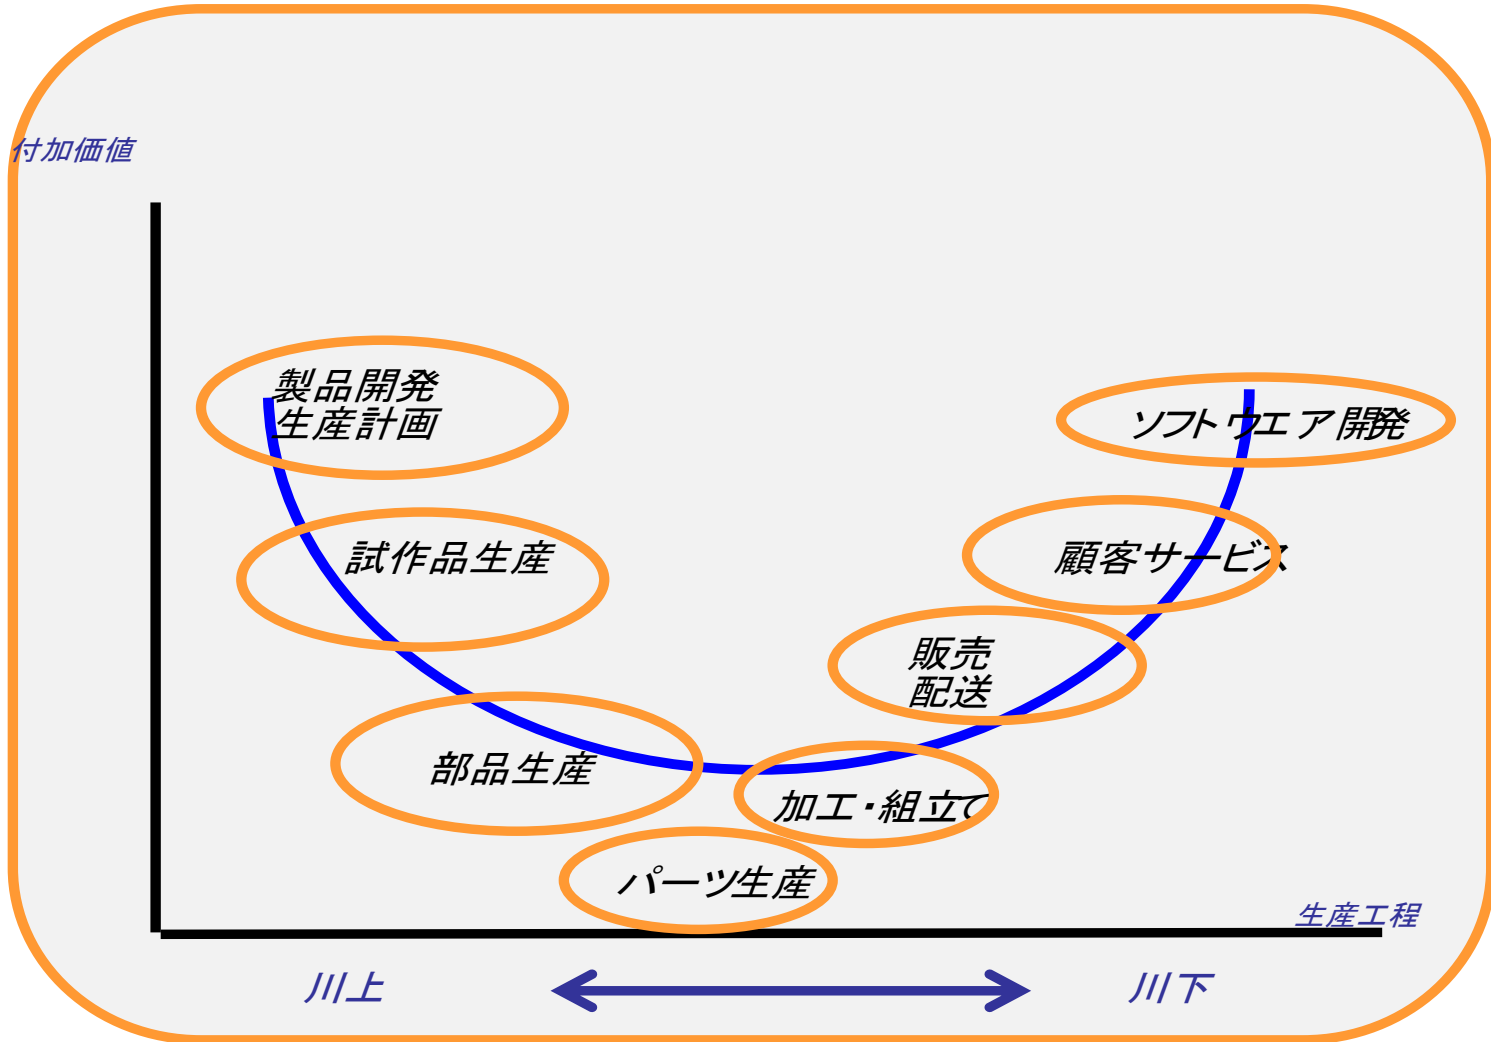 付加価値
製品開発
生産計画
ソフトウエア開発
試作品生産
顧客サービス
販売
配送
部品生産
加工・組立て
パーツ生産
生産工程
川上
川下